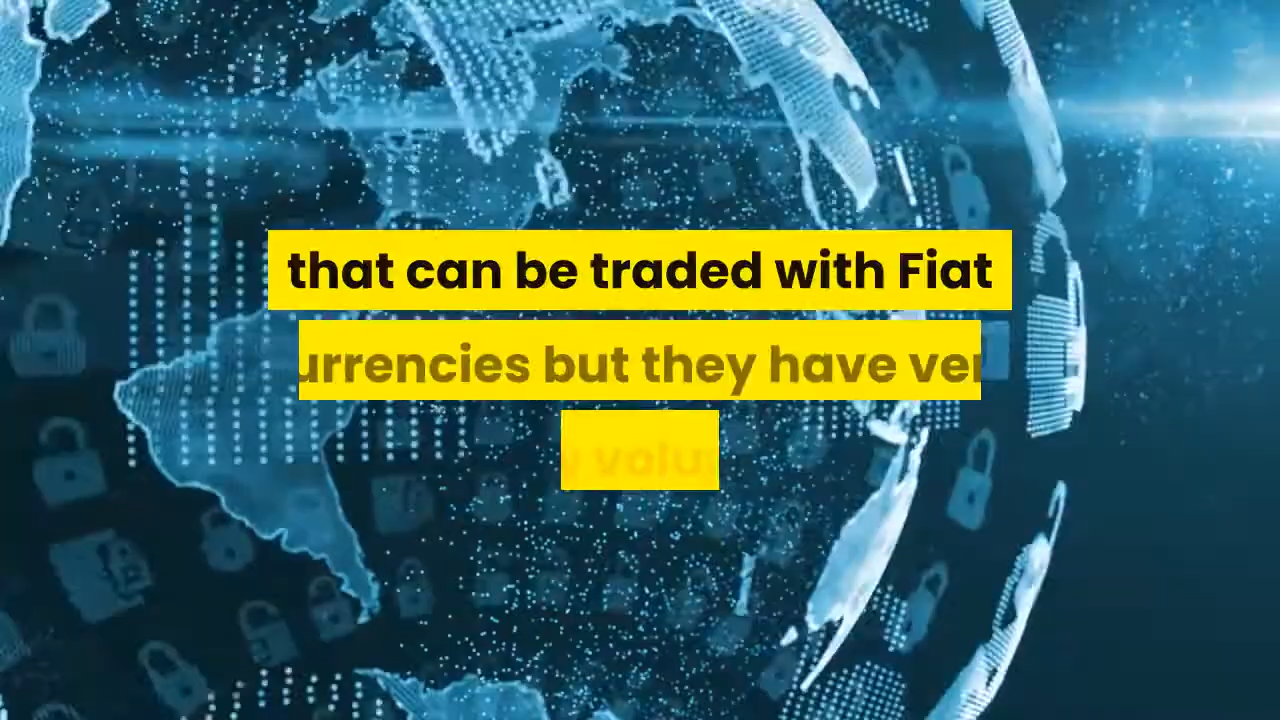 that can be traded with Fiat
urrencies but they have ver